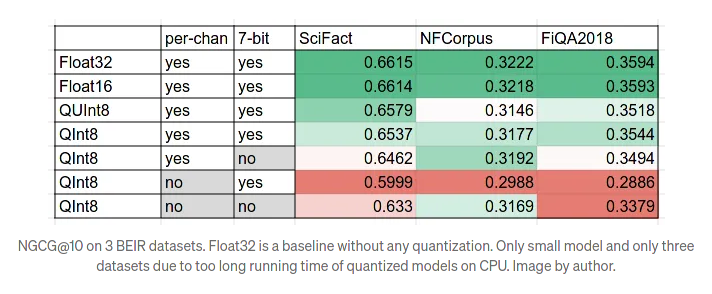 per-chan 7-bit SciFact NFCorpus FiQA2018
Float32 yes yes 0.6615 0.3222 0.3594
Float16 yes yes 0.6614 0.3218 0.3593
QUInt8 yes yes 0.6579 0.3146 0.3518
QInt8 yes yes 0.6537 0.3177 0.3544
QInt8 yes no 0.6462 0.3192 0.3494
QInt8 no yes 0.5999 0.2988 0.2886
QInt8 no no 0.633 0.3169 0.3379
NGCG@10 on 3 BEIR datasets. Float32 is a baseline without any quantization. Only small model and only three
datasets due to too long running time of quantized models on CPU. Image by author.